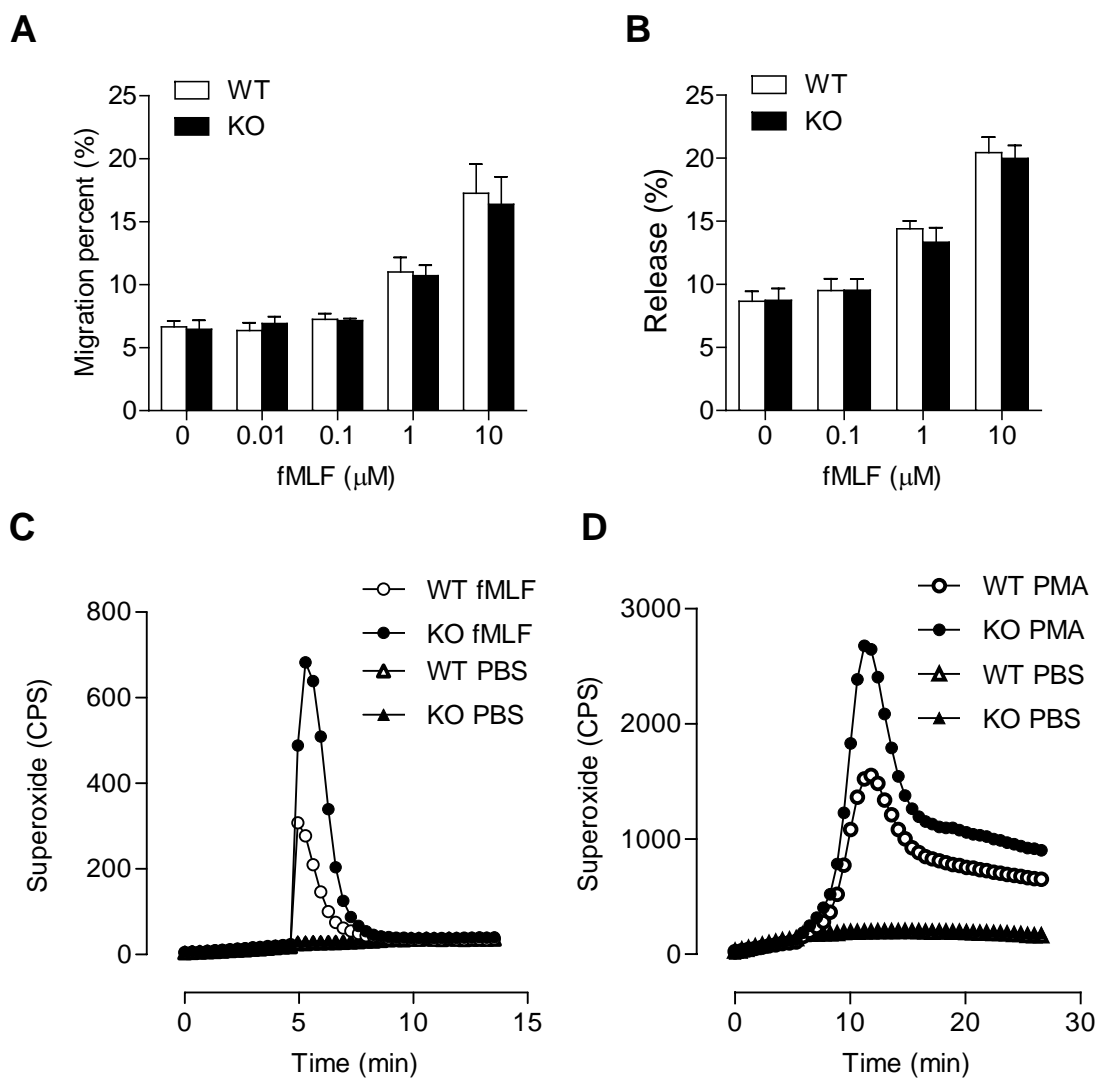 A
WT
KO
Migration percent (%)
25
20
15
10
5
0
0 0.01 0.1 1 10
fMLF (μM)
B
WT
KO
Release (%)
25
20
15
10
5
0
0 0.1 1 10
fMLF (μM)
C
WT fMLF
KO fMLF
WT PBS
KO PBS
Superoxide (CPS)
800
600
400
200
0
0 5 10 15
Time (min)
D
WT PMA
KO PMA
WT PBS
KO PBS
Superoxide (CPS)
3000
2000
1000
0
0 10 20 30
Time (min)